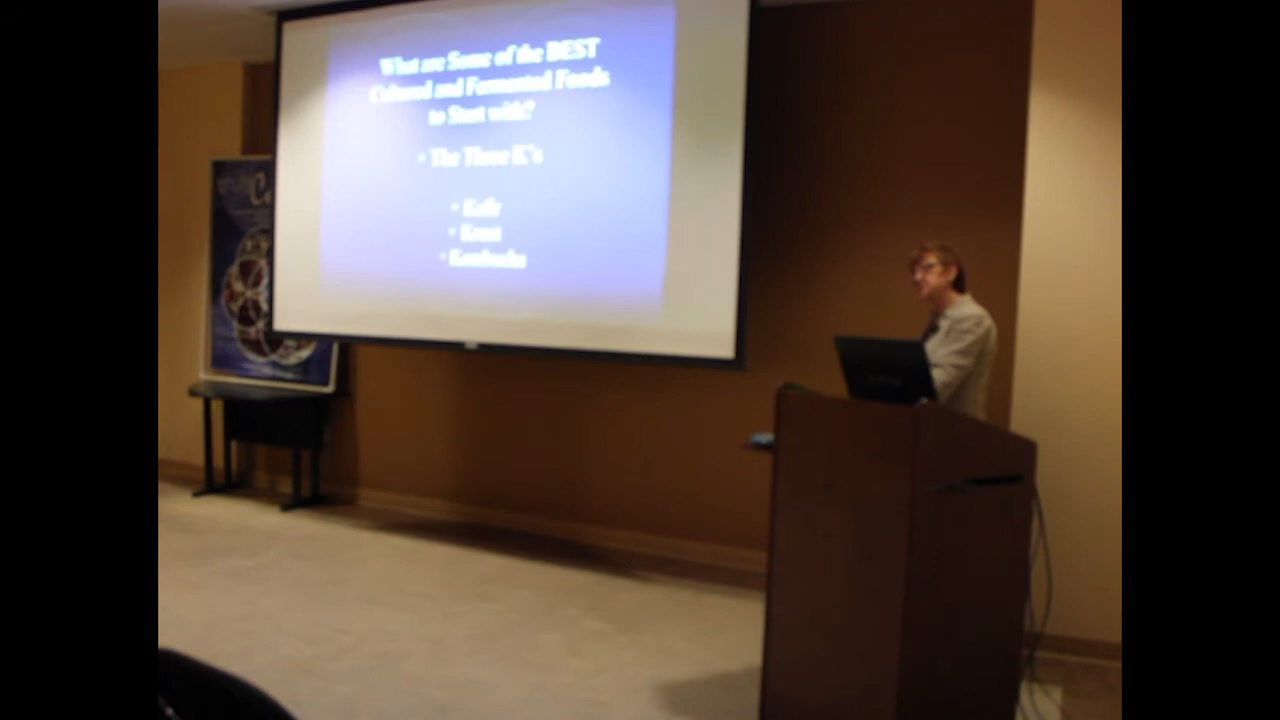 What are Some of the BEST
Cultured and Fermented Foods
to Start with?
• The Three K's
• Kefir
• Kraut
• Kombucha